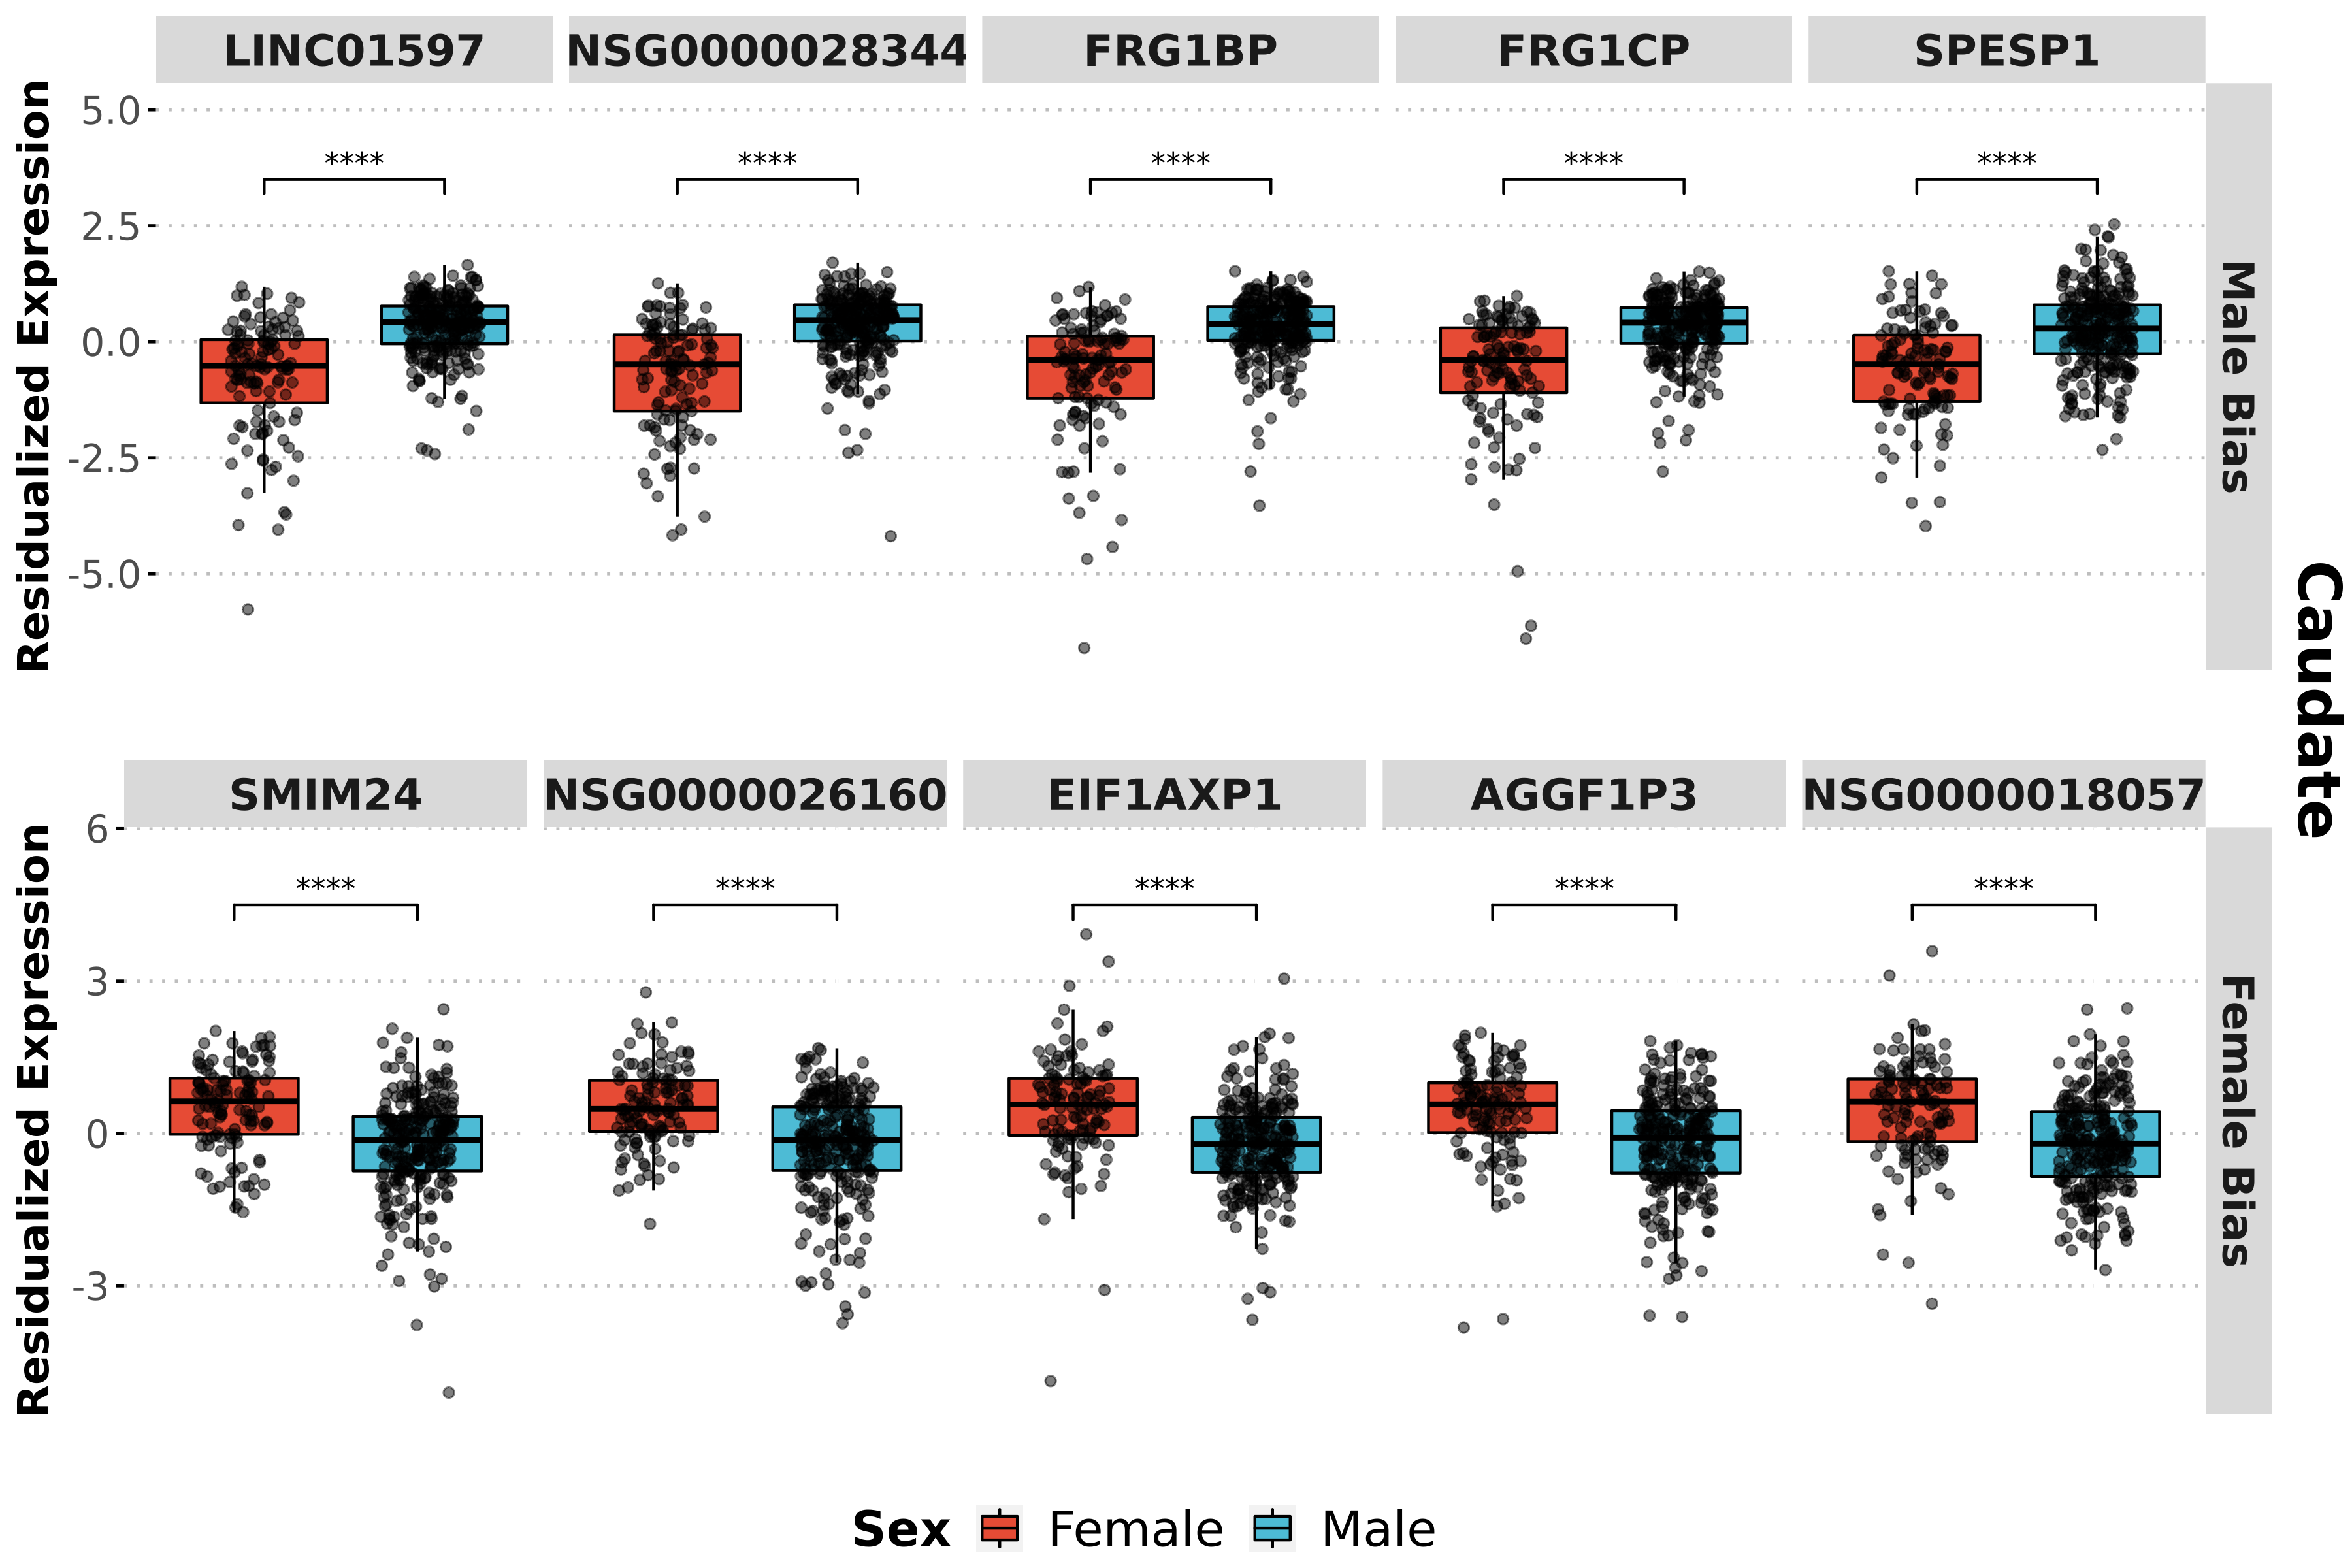 LINC01597 NSG0000028344 FRG1BP FRG1CP SPESP1
Residualized Expression
5.0
2.5
0.0
-2.5
-5.0
**** **** **** **** ****
Male Bias
Caudate
SMIM24 NSG0000026160 EIF1AXP1 AGGF1P3 NSG0000018057
Residualized Expression
6
3
0
-3
**** **** **** **** ****
Female Bias
Sex Female Male